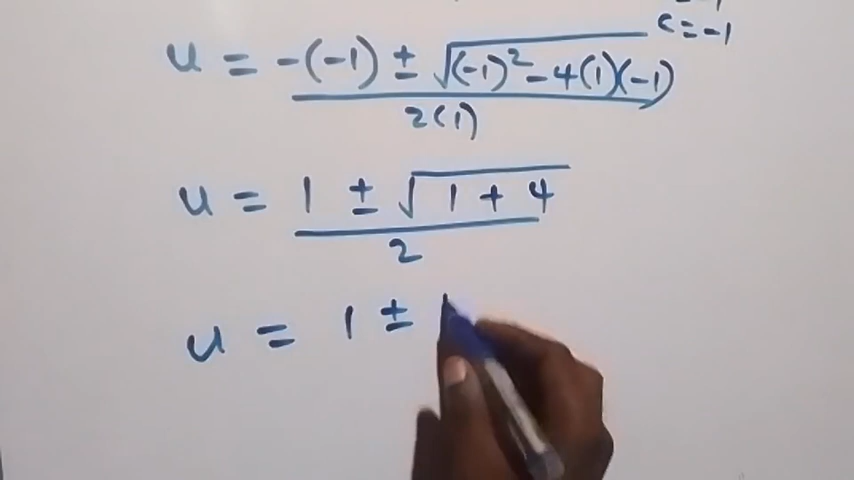 c = -1
u = -(-1) ± √(-1)² - 4(1)(-1) / 2(1)
u = 1 ± √1 + 4 / 2
u = 1 ±